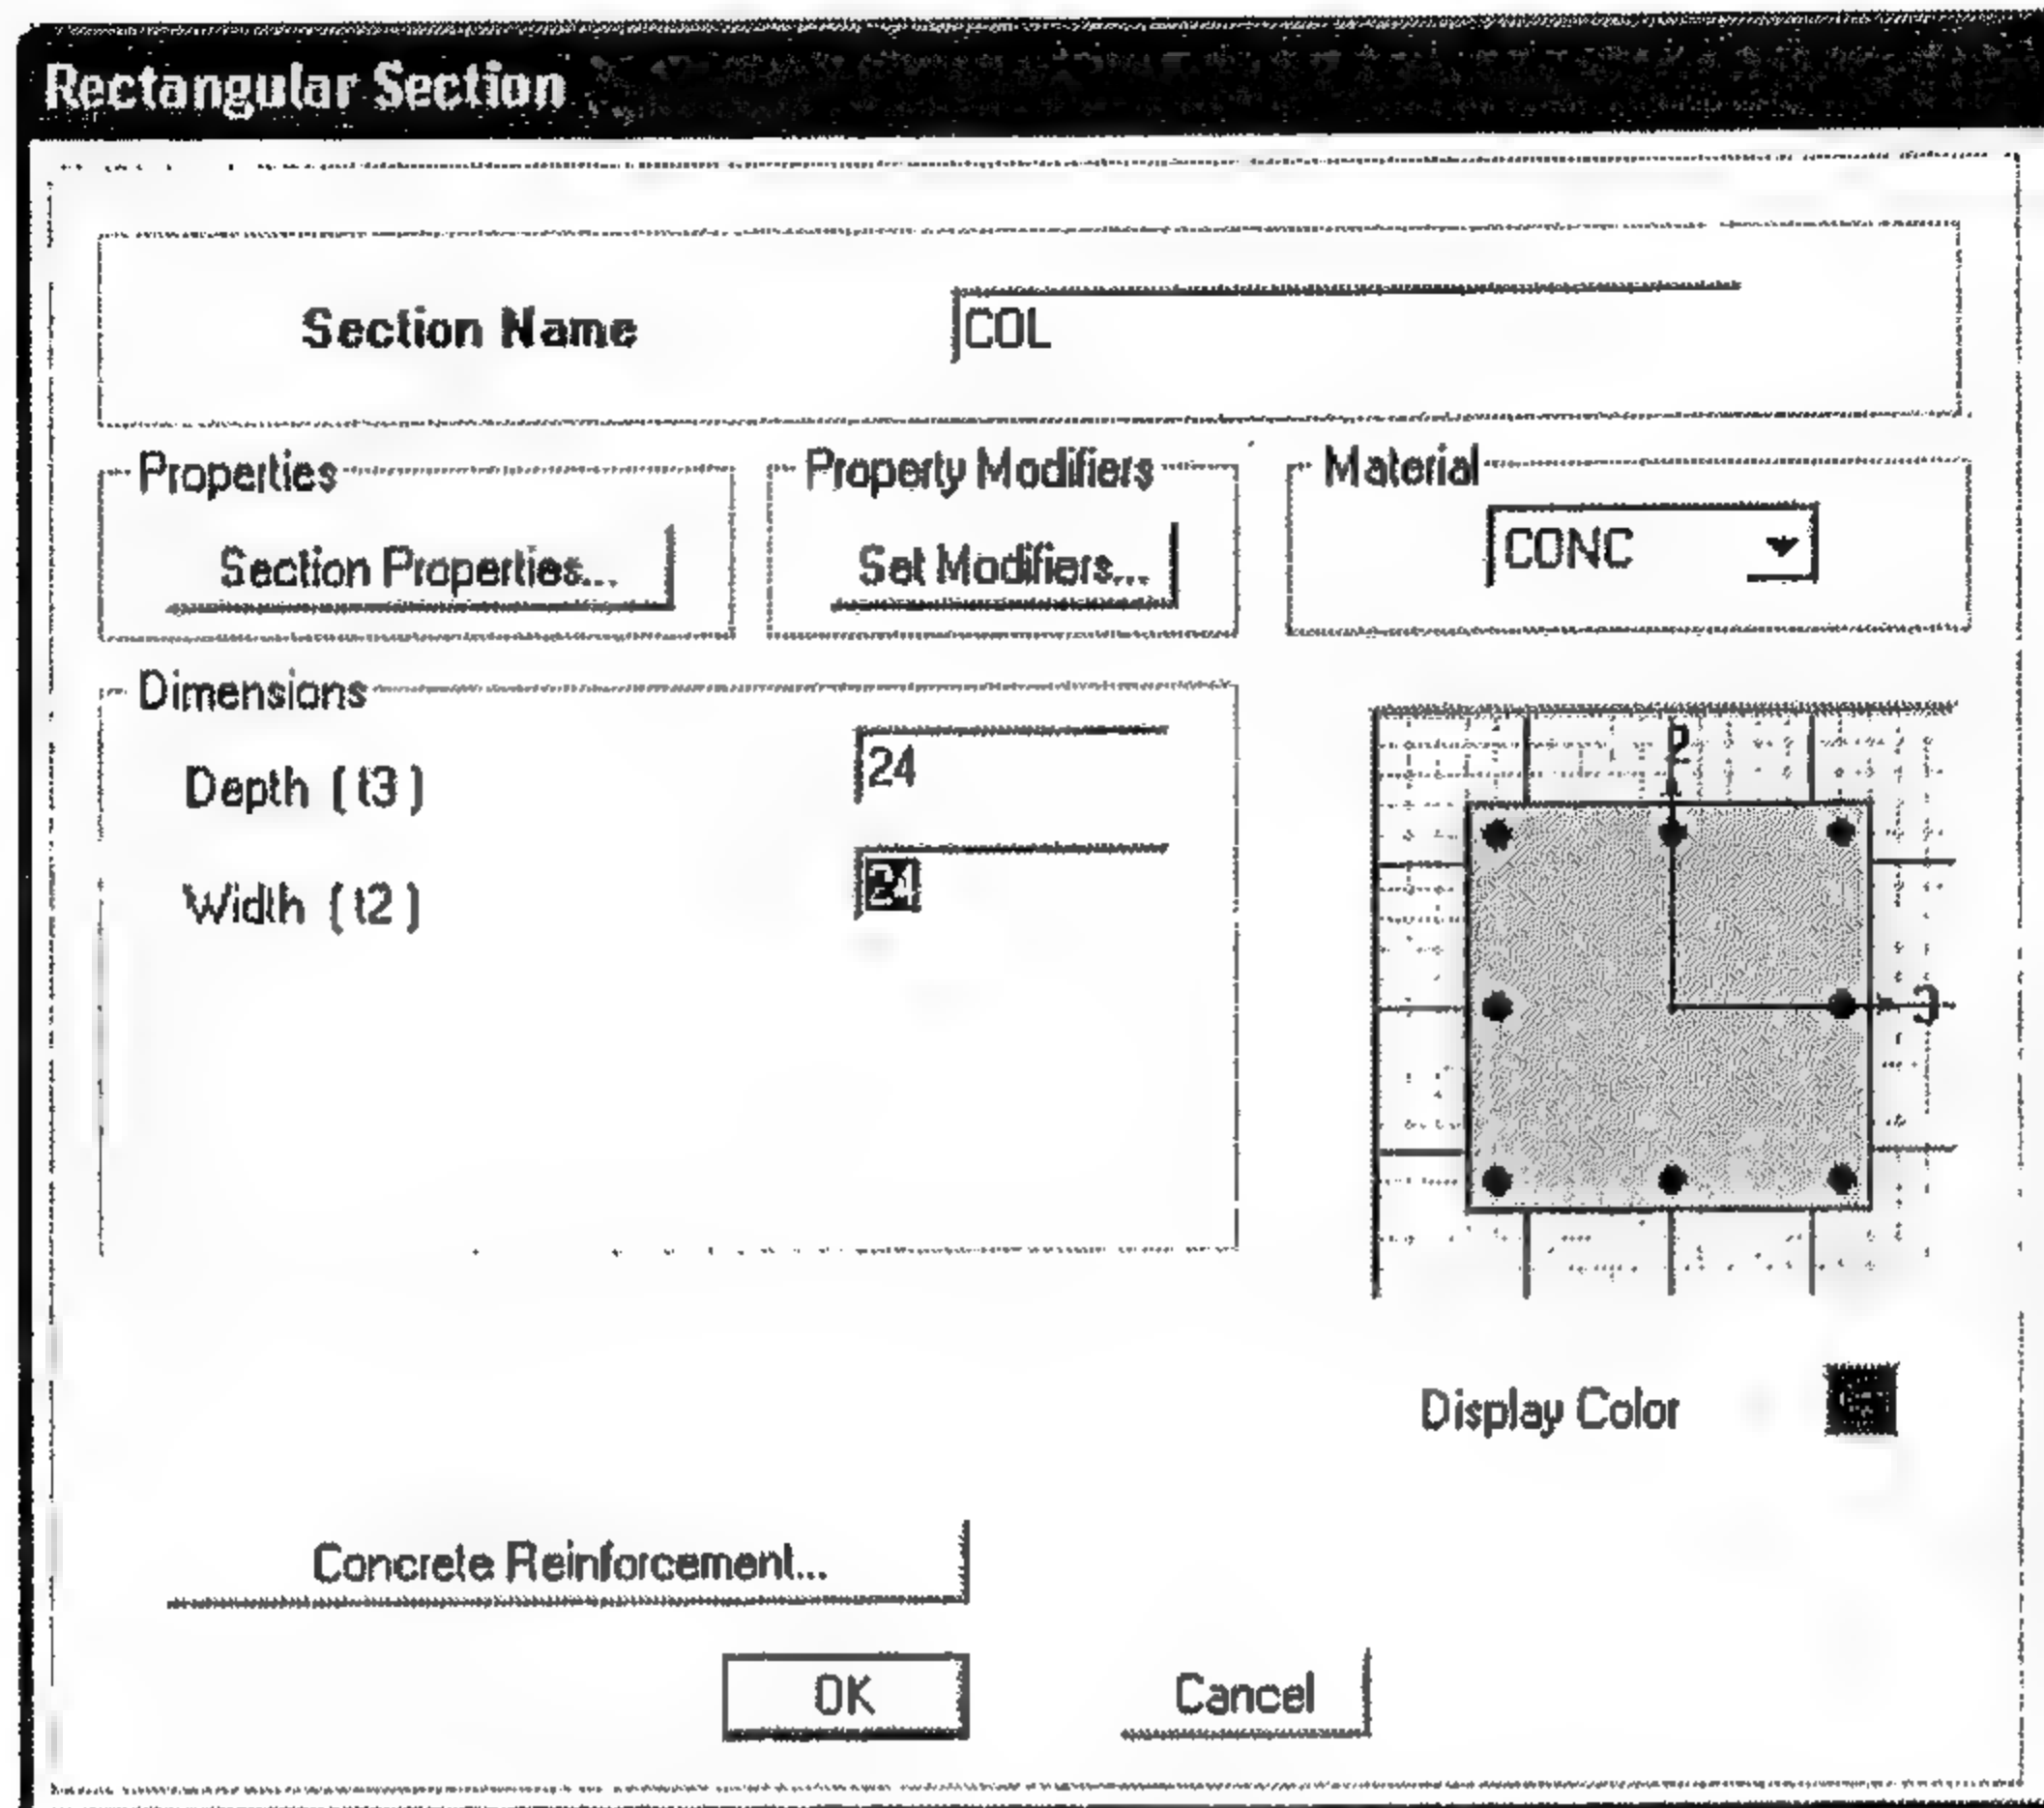 Rectangular Section
Section Name
COL
Properties
Property Modifiers
Material
Section Properties...
Set Modifiers...
CONC
Dimensions
Depth ( t3 )
24
Width ( t2 )
24
2
3
Display Color
Concrete Reinforcement...
OK
Cancel